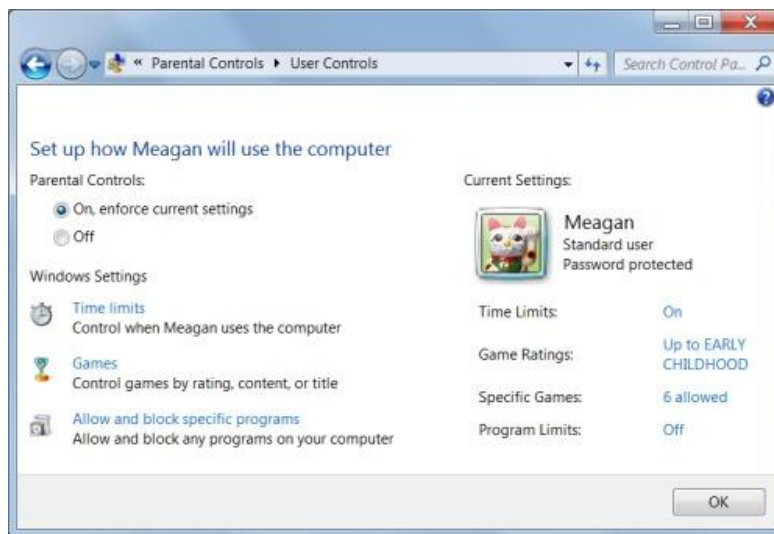 « Parental Controls ▸ User Controls
Search Control Pa...
Set up how Meagan will use the computer
Parental Controls:
On, enforce current settings
Off
Windows Settings
Time limits
Control when Meagan uses the computer
Games
Control games by rating, content, or title
Allow and block specific programs
Allow and block any programs on your computer
Current Settings:
Meagan
Standard user
Password protected
Time Limits: On
Game Ratings: Up to EARLY
CHILDHOOD
Specific Games: 6 allowed
Program Limits: Off
OK